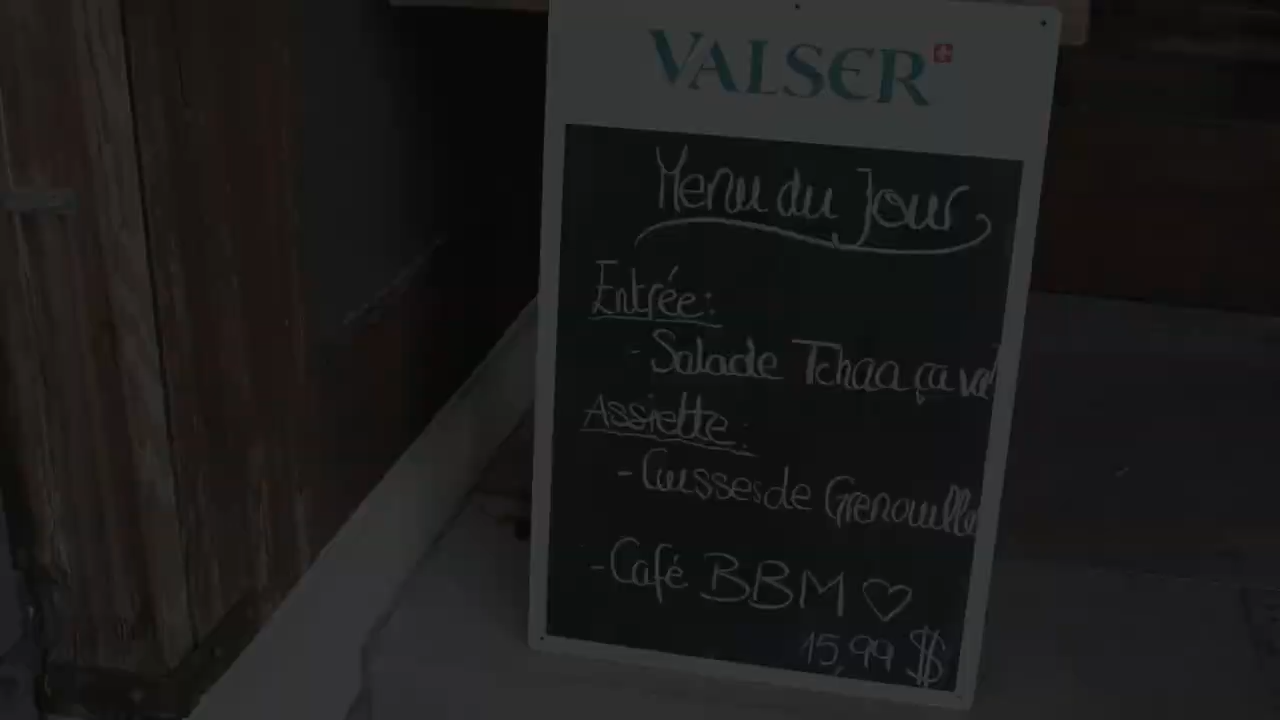 VALSER
Menu du Jour
Entrée:
- Salade Tchaa ça va!
Assiette:
- Cuisses de Grenouille
- Café BBM ♡
15,99 $